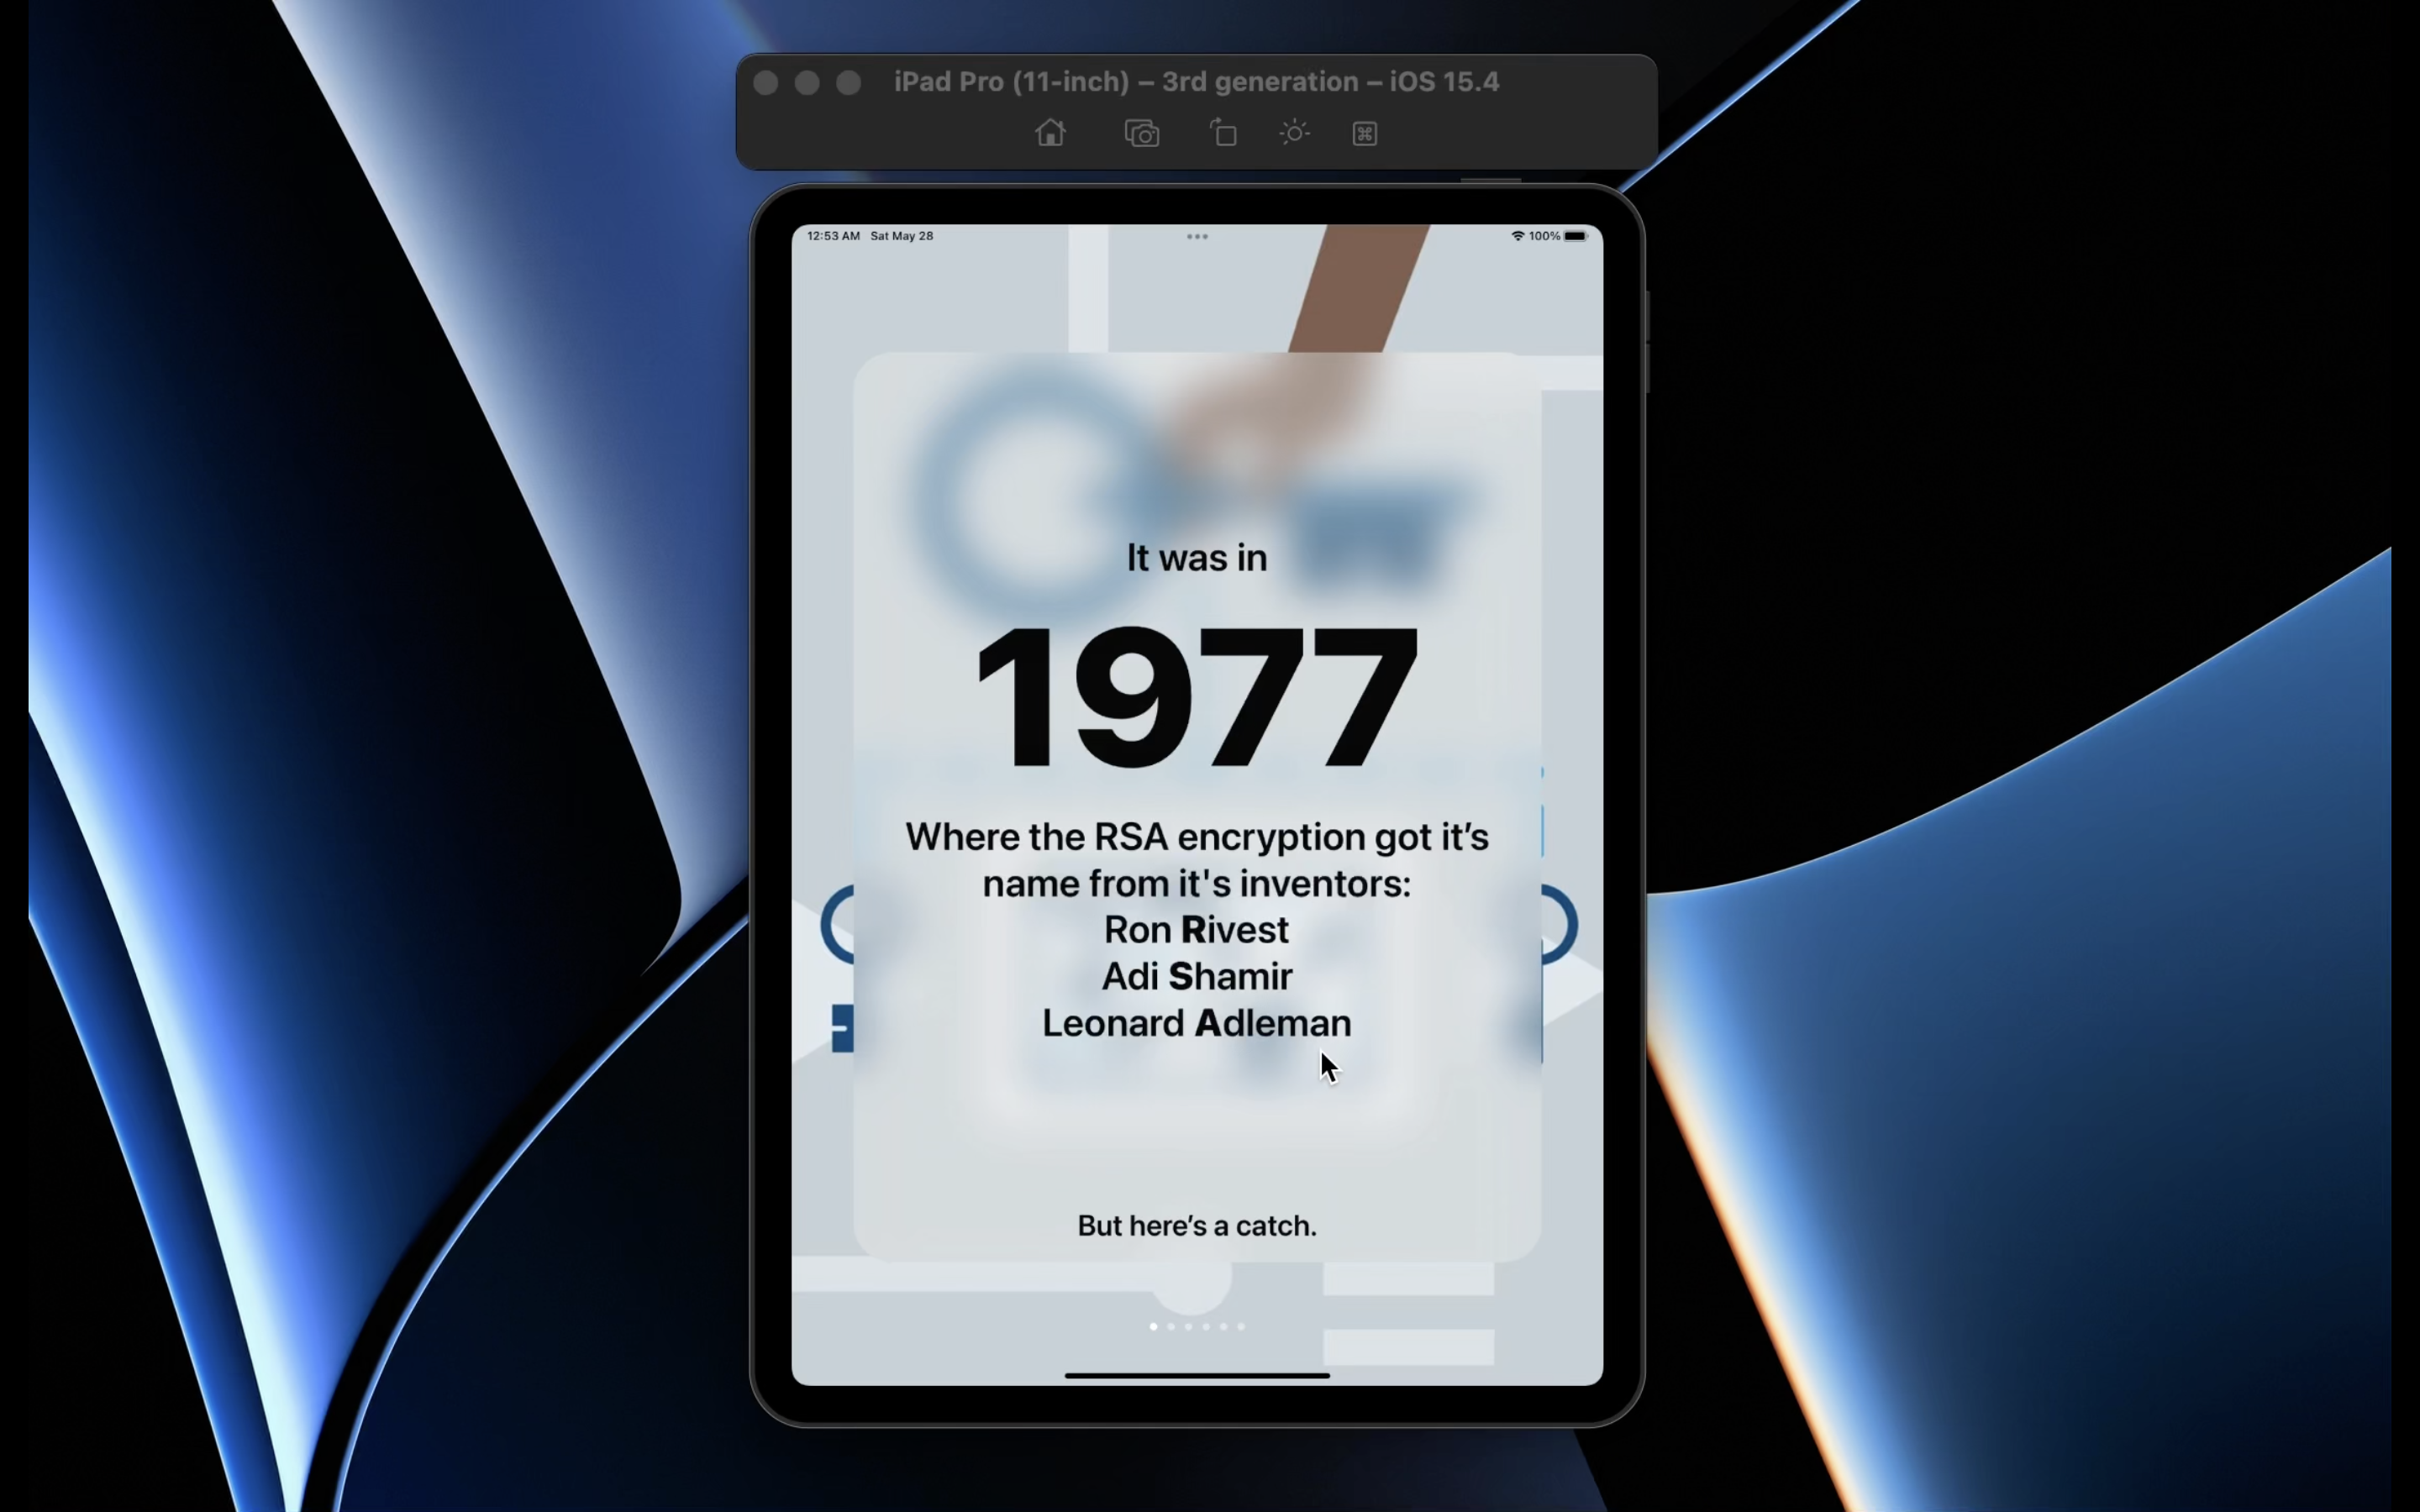 iPad Pro (11-inch) – 3rd generation – iOS 15.4
12:53 AM Sat May 28
100%
It was in
1977
Where the RSA encryption got it’s
name from it's inventors:
Ron Rivest
Adi Shamir
Leonard Adleman
But here’s a catch.